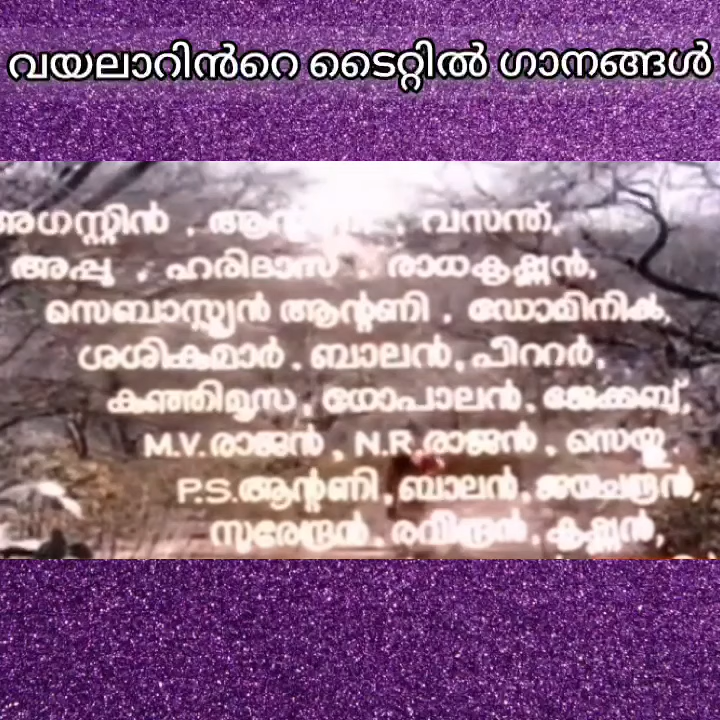 വയലാറിൻറെ ടൈറ്റിൽ ഗാനങ്ങൾ
അഗസ്റ്റിൻ , വസന്ത്,
അപ്പു , ഹരിദാസ് , രാധാകൃഷ്ണൻ,
സെബാസ്റ്റ്യൻ ആന്റണി , ഡോമിനിക്,
ശശികുമാർ , ബാലൻ , പീററർ,
കുഞ്ഞിമൂസ , ഗോപാലൻ , ജേക്കബ്,
M.V. രാജൻ , N.R. രാജൻ ,
P.S. ആന്റണി , ബാലൻ , ജയചന്ദ്രൻ,
സുരേന്ദ്രൻ , രവീന്ദ്രൻ , കൃഷ്ണൻ,